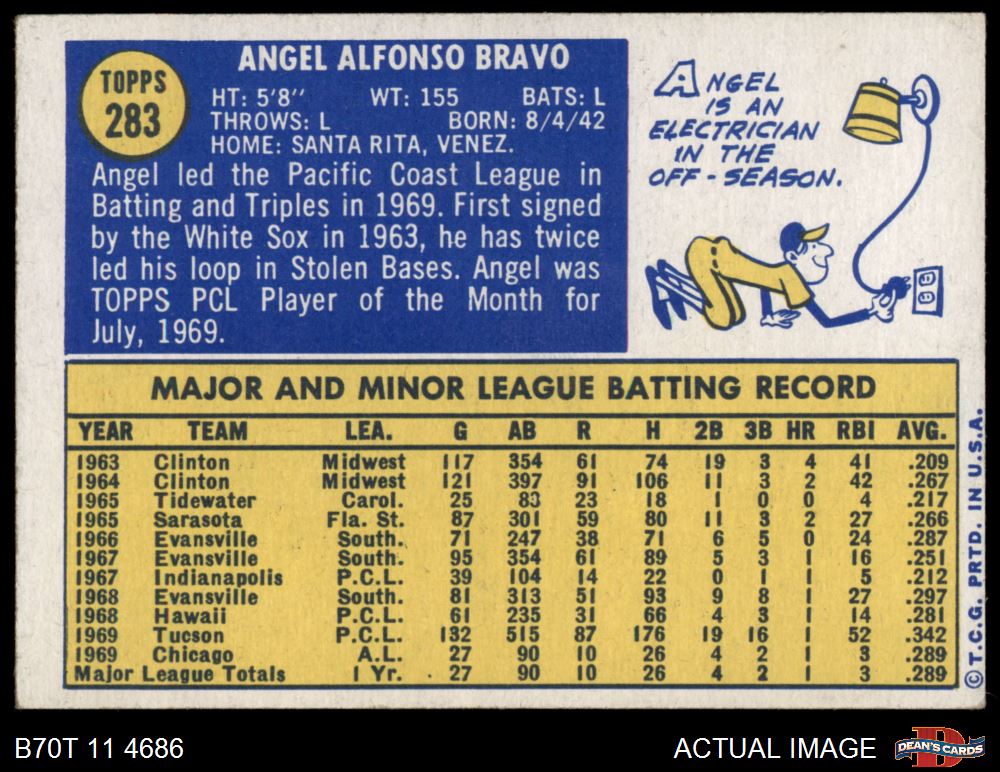 ANGEL ALFONSO BRAVO
TOPPS
283
HT: 5'8" WT: 155 BATS: L
THROWS: L BORN: 8/4/42
HOME: SANTA RITA, VENEZ.
Angel led the Pacific Coast League in
Batting and Triples in 1969. First signed
by the White Sox in 1963, he has twice
led his loop in Stolen Bases. Angel was
TOPPS PCL Player of the Month for
July, 1969.
ANGEL
IS AN
ELECTRICIAN
IN THE
OFF-SEASON.
MAJOR AND MINOR LEAGUE BATTING RECORD
YEAR TEAM LEA. G AB R H 2B 3B HR RBI AVG.
1963 Clinton Midwest 117 354 61 74 19 3 4 41 .209
1964 Clinton Midwest 121 397 91 106 11 3 2 42 .267
1965 Tidewater Carol. 25 83 23 18 1 0 0 4 .217
1965 Sarasota Fla. St. 87 301 59 80 11 3 2 27 .266
1966 Evansville South. 71 247 38 71 6 5 0 24 .287
1967 Evansville South. 95 354 61 89 5 3 1 16 .251
1967 Indianapolis P.C.L. 39 104 14 22 0 1 1 5 .212
1968 Evansville South. 81 313 51 93 9 8 1 27 .297
1968 Hawaii P.C.L. 61 235 31 66 4 3 1 14 .281
1969 Tucson P.C.L. 132 515 87 176 19 16 1 52 .342
1969 Chicago A.L. 27 90 10 26 4 2 1 3 .289
Major League Totals 1 Yr. 27 90 10 26 4 2 1 3 .289
©T.C.G. PRTD. IN U.S.A.
B70T 11 4686
ACTUAL IMAGE
D
DEAN'S CARDS